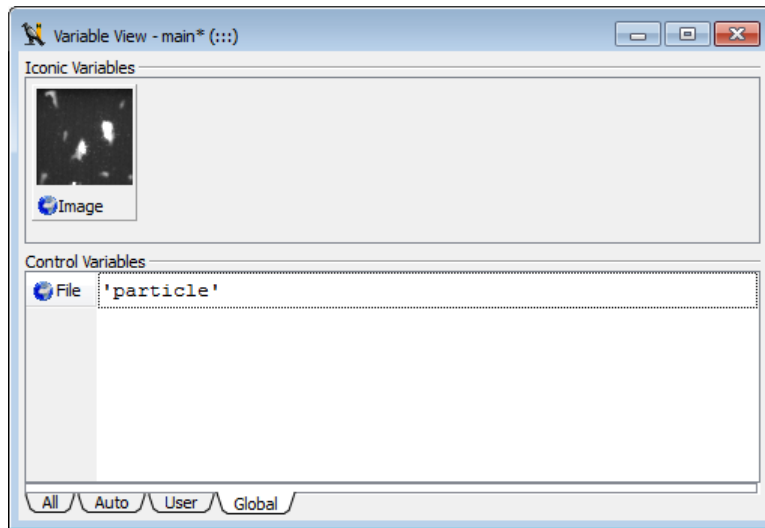 Variable View - main* (:::)
Iconic Variables
Image
Control Variables
File 'particle'
All Auto User Global